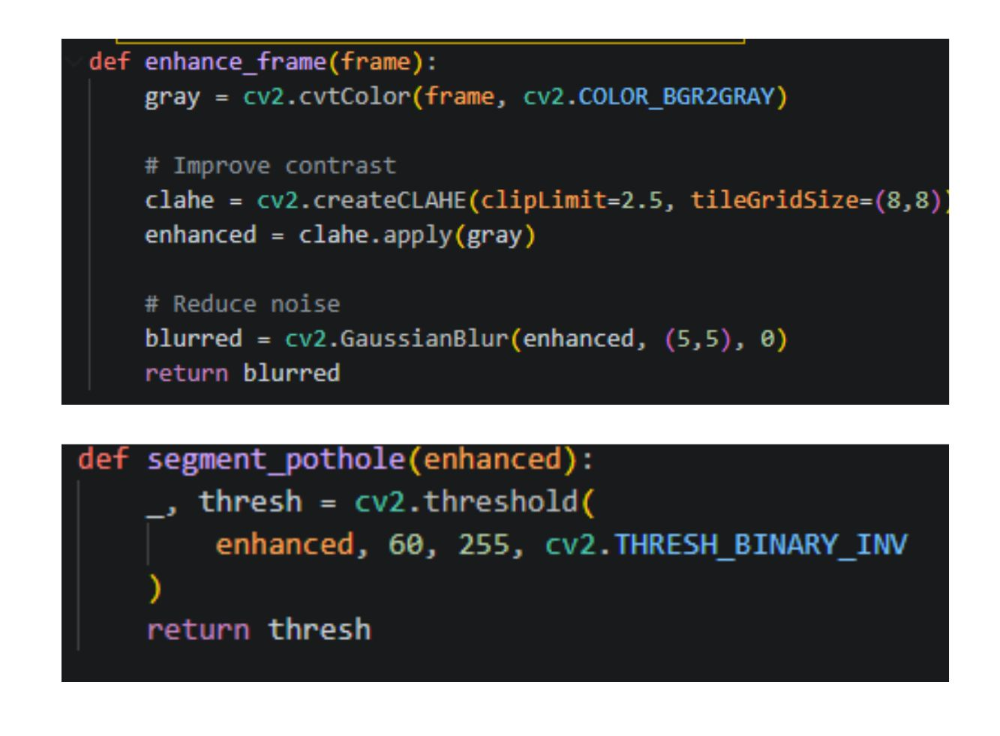 def enhance_frame(frame):
gray = cv2.cvtColor(frame, cv2.COLOR_BGR2GRAY)
# Improve contrast
clahe = cv2.createCLAHE(clipLimit=2.5, tileGridSize=(8,8))
enhanced = clahe.apply(gray)
# Reduce noise
blurred = cv2.GaussianBlur(enhanced, (5,5), 0)
return blurred
def segment_pothole(enhanced):
_, thresh = cv2.threshold(
enhanced, 60, 255, cv2.THRESH_BINARY_INV
)
return thresh